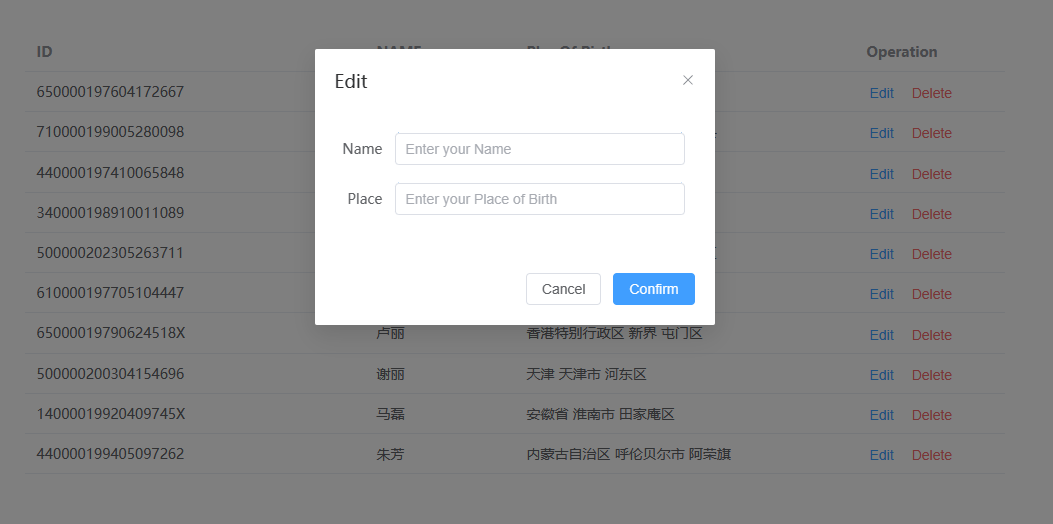 ID Operation
Edit
650000197604172667 Edit Delete
710000199005280098 Edit Delete
Name Enter your Name
440000197410065848 Edit Delete
Place Enter your Place of Birth
340000198910011089 Edit Delete
500000202305263711 Edit Delete
610000197705104447 Edit Delete
Cancel Confirm
65000019790624518X 卢丽 香港特别行政区 新界 屯门区 Edit Delete
500000200304154696 谢丽 天津 天津市 河东区 Edit Delete
14000019920409745X 马磊 安徽省 淮南市 田家庵区 Edit Delete
440000199405097262 朱芳 内蒙古自治区 呼伦贝尔市 阿荣旗 Edit Delete